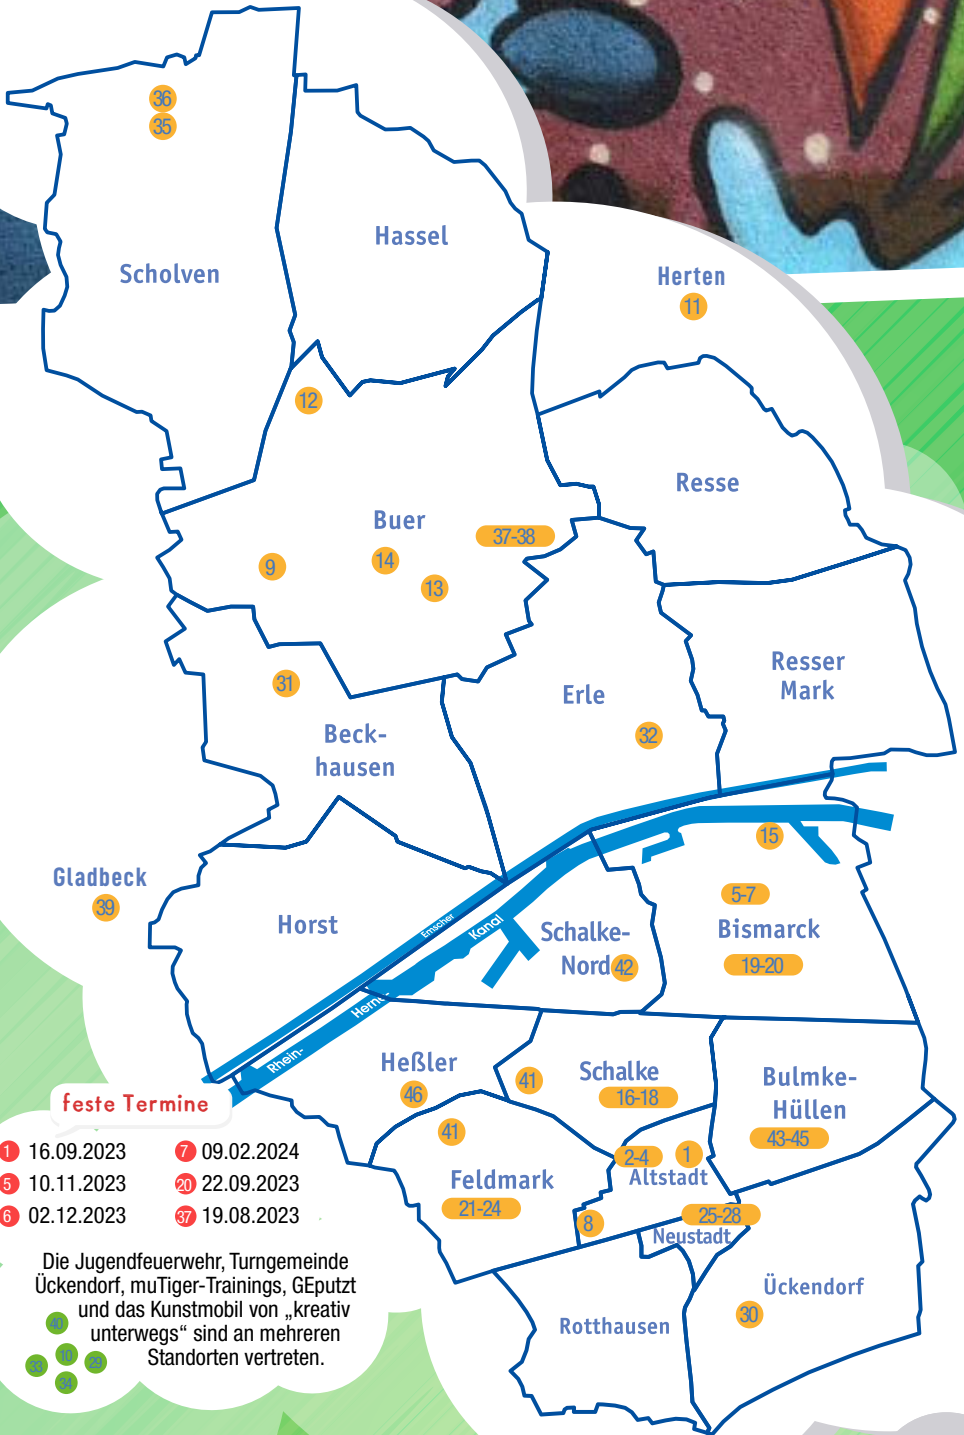 36
35
Hassel
Scholven
Herten
11
12
Resse
Buer
37-38
9
14
13
31
Resser
Mark
Erle
32
Beck-
hausen
15
Gladbeck
39
5-7
Horst
Emscher
Kanal
Schalke-
Nord 42
Bismarck
19-20
Herne
Rhein-
Heßler
46
41
Schalke
16-18
Bulmke-
Hüllen
43-45
feste Termine
1 16.09.2023
7 09.02.2024
5 10.11.2023
20 22.09.2023
6 02.12.2023
37 19.08.2023
41
Feldmark
21-24
2-4
1
Altstadt
8
25-28
Neustadt
Ückendorf
30
Rotthausen
Die Jugendfeuerwehr, Turngemeinde
Ückendorf, muTiger-Trainings, GEputzt
und das Kunstmobil von „kreativ
unterwegs“ sind an mehreren
Standorten vertreten.
40
33
10
29
34